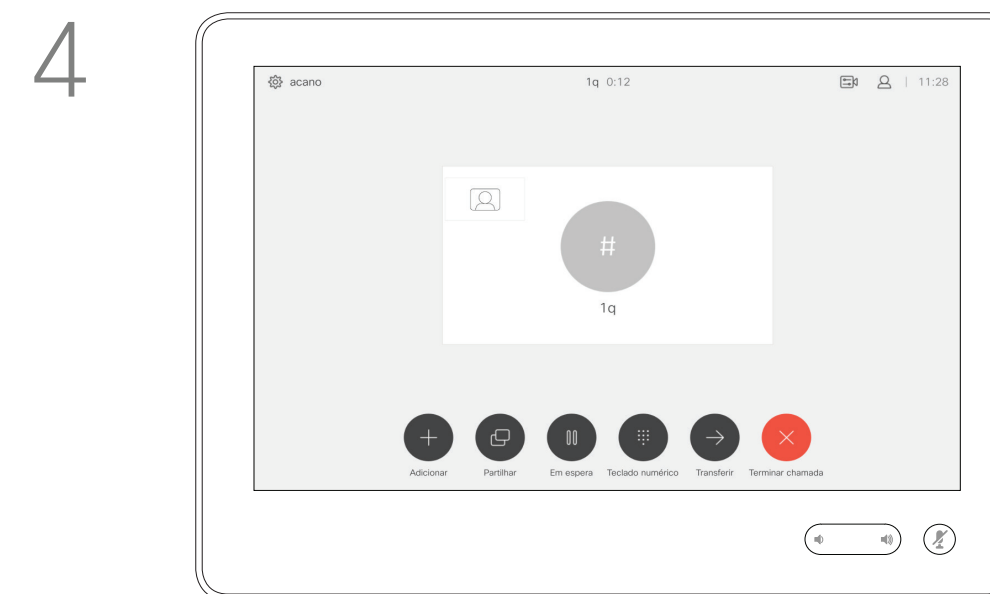 4
acano
1q 0:12
11:28
#
1q
Adicionar
Partilhar
Em espera
Teclado numérico
Transferir
Terminar chamada